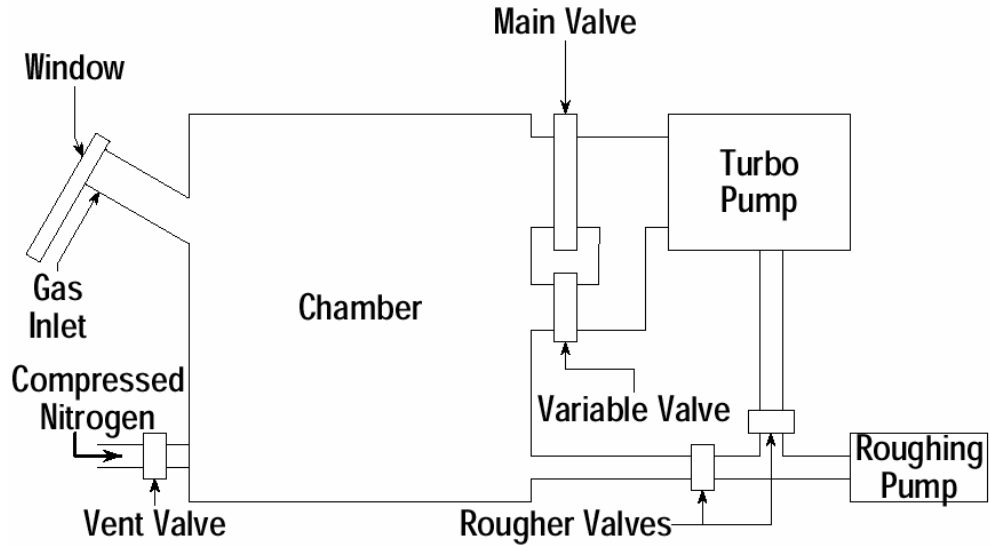 Main Valve
Window
Turbo
Pump
Gas
Inlet
Chamber
Compressed
Nitrogen
Variable Valve
Roughing
Pump
Vent Valve
Rougher Valves